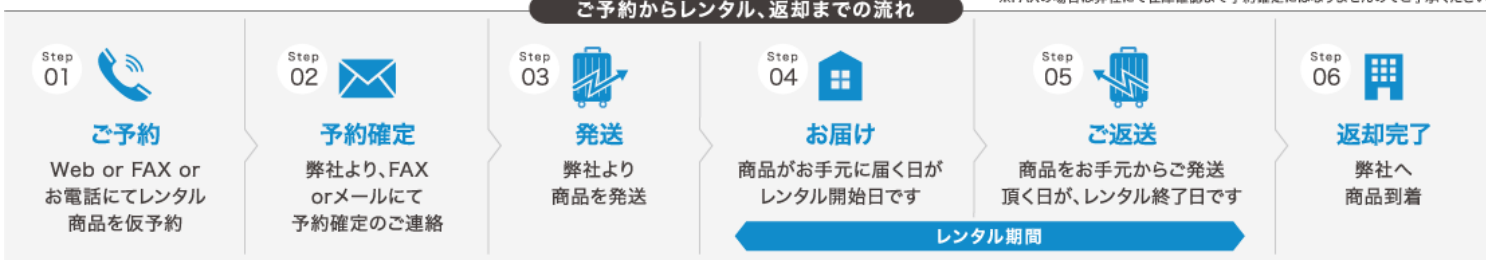 ご予約からレンタル、返却までの流れ
Step
01
ご予約
Web or FAX or
お電話にてレンタル
商品を仮予約
Step
02
予約確定
弊社より、FAX
orメールにて
予約確定のご連絡
Step
03
発送
弊社より
商品を発送
Step
04
お届け
商品がお手元に届く日が
レンタル開始日です
Step
05
ご返送
商品をお手元からご発送
頂く日が、レンタル終了日です
レンタル期間
Step
06
返却完了
弊社へ
商品到着